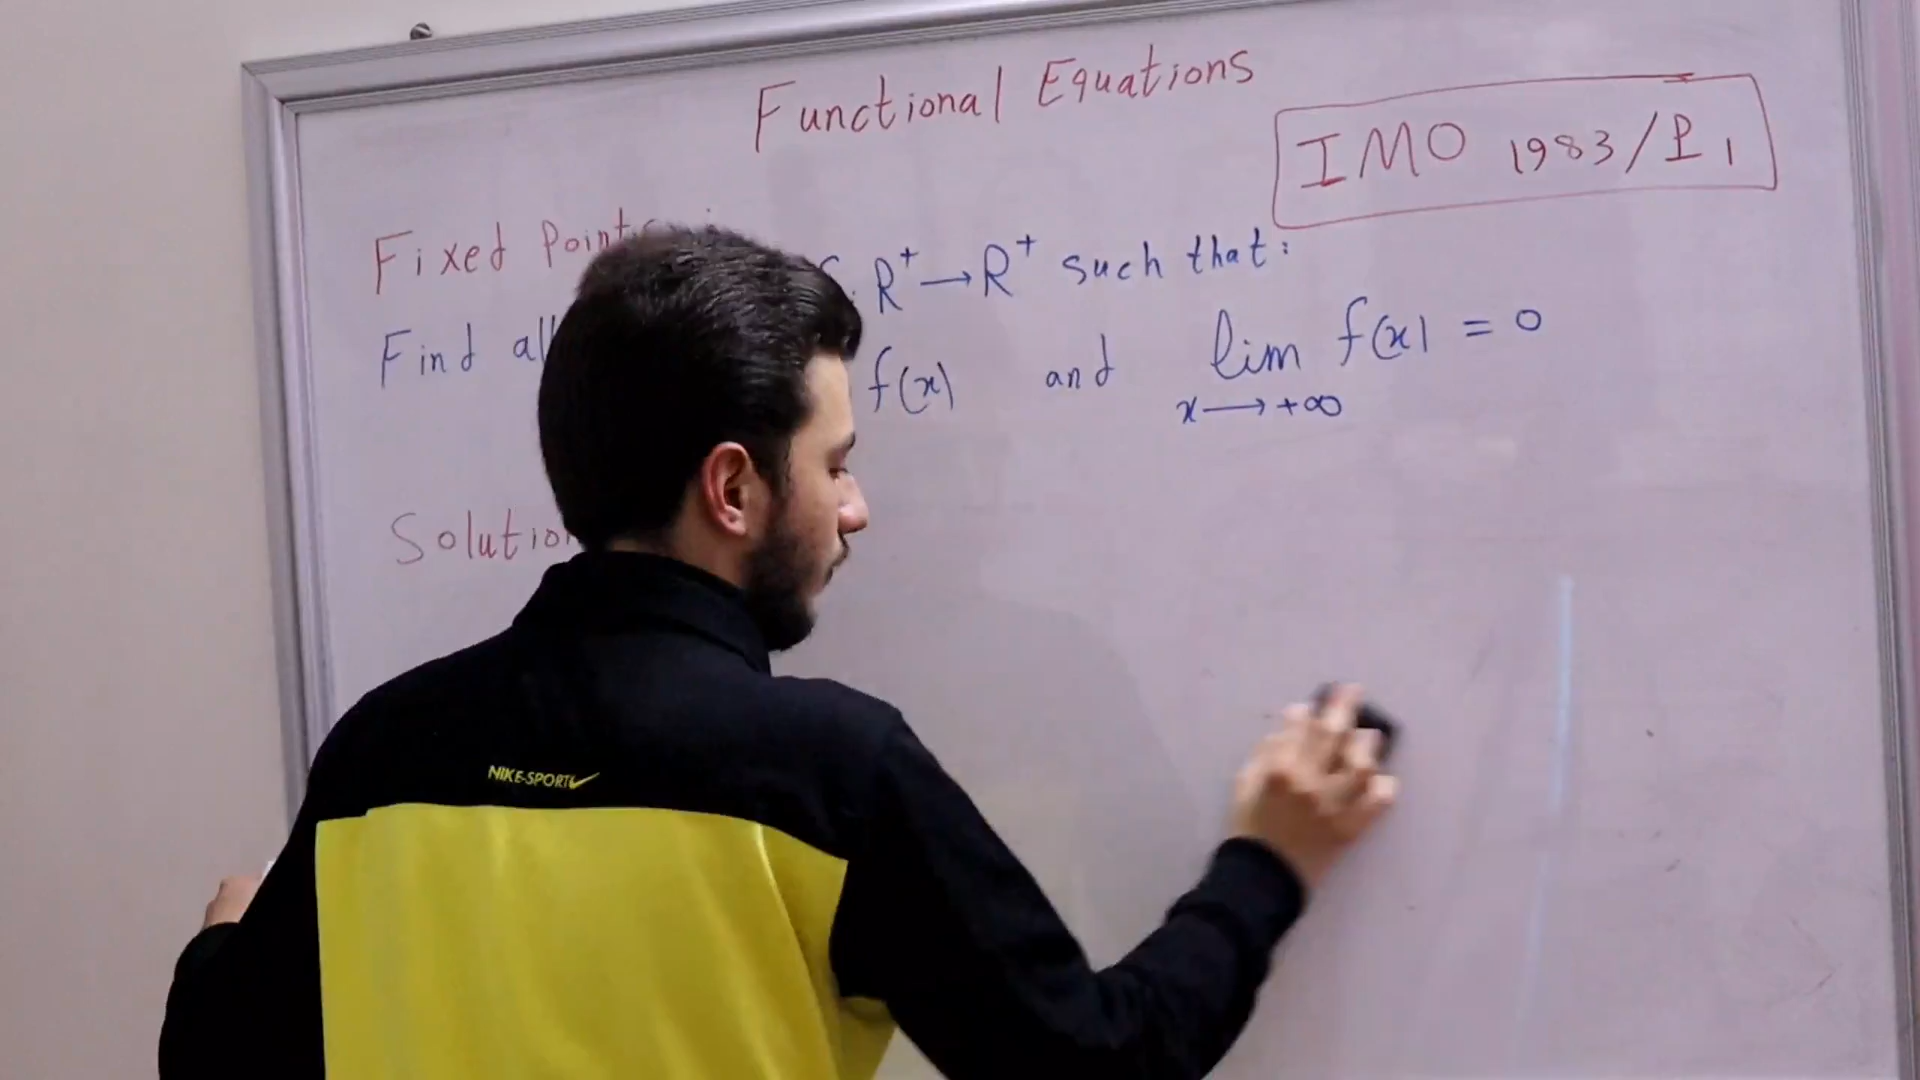 Functional Equations
IMO 1983/P1
Fixed Point
R⁺→R⁺ such that:
Find all
f(x) and lim f(x) = 0
x→+∞
Solution
NIKE-SPORT